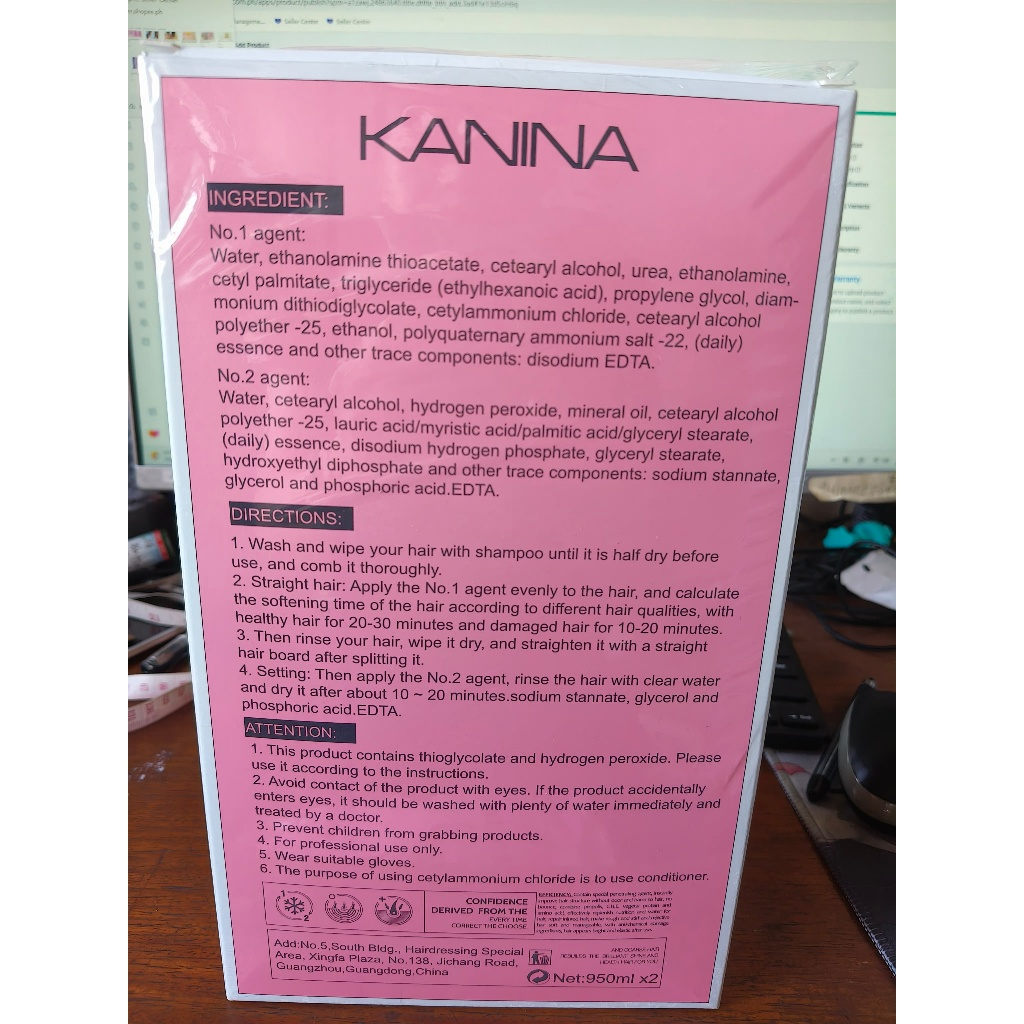 Seller Center
Seller Center
KANINA
INGREDIENT:
No.1 agent:
Water, ethanolamine thioacetate, cetearyl alcohol, urea, ethanolamine,
cetyl palmitate, triglyceride (ethylhexanoic acid), propylene glycol, diam-
monium dithiodiglycolate, cetylammonium chloride, cetearyl alcohol
polyether -25, ethanol, polyquaternary ammonium salt -22, (daily)
essence and other trace components: disodium EDTA.
No.2 agent:
Water, cetearyl alcohol, hydrogen peroxide, mineral oil, cetearyl alcohol
polyether -25, lauric acid/myristic acid/palmitic acid/glyceryl stearate,
(daily) essence, disodium hydrogen phosphate, glyceryl stearate,
hydroxyethyl diphosphate and other trace components: sodium stannate,
glycerol and phosphoric acid.EDTA.
DIRECTIONS:
1. Wash and wipe your hair with shampoo until it is half dry before
use, and comb it thoroughly.
2. Straight hair: Apply the No.1 agent evenly to the hair, and calculate
the softening time of the hair according to different hair qualities, with
healthy hair for 20-30 minutes and damaged hair for 10-20 minutes.
3. Then rinse your hair, wipe it dry, and straighten it with a straight
hair board after splitting it.
4. Setting: Then apply the No.2 agent, rinse the hair with clear water
and dry it after about 10 ~ 20 minutes.sodium stannate, glycerol and
phosphoric acid.EDTA.
ATTENTION:
1. This product contains thioglycolate and hydrogen peroxide. Please
use it according to the instructions.
2. Avoid contact of the product with eyes. If the product accidentally
enters eyes, it should be washed with plenty of water immediately and
treated by a doctor.
3. Prevent children from grabbing products.
4. For professional use only.
5. Wear suitable gloves.
6. The purpose of using cetylammonium chloride is to use conditioner.
1
2
CONFIDENCE
DERIVED FROM THE
EVERY TIME
CORRECT THE CHOOSE
Add:No.5,South Bldg., Hairdressing Special
Area, Xingfa Plaza, No.138, Jichang Road,
Guangzhou,Guangdong,China
Net:950ml x2